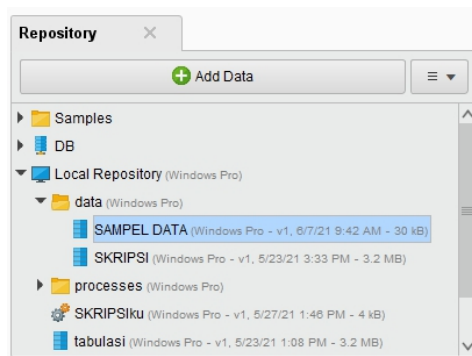 Repository
Add Data
Samples
DB
Local Repository (Windows Pro)
data (Windows Pro)
SAMPEL DATA (Windows Pro - v1, 6/7/21 9:42 AM - 30 kB)
SKRIPSI (Windows Pro - v1, 5/23/21 3:33 PM - 3.2 MB)
processes (Windows Pro)
SKRIPSIku (Windows Pro - v1, 5/27/21 1:46 PM - 4 kB)
tabulasi (Windows Pro - v1, 5/23/21 1:08 PM - 3.2 MB)